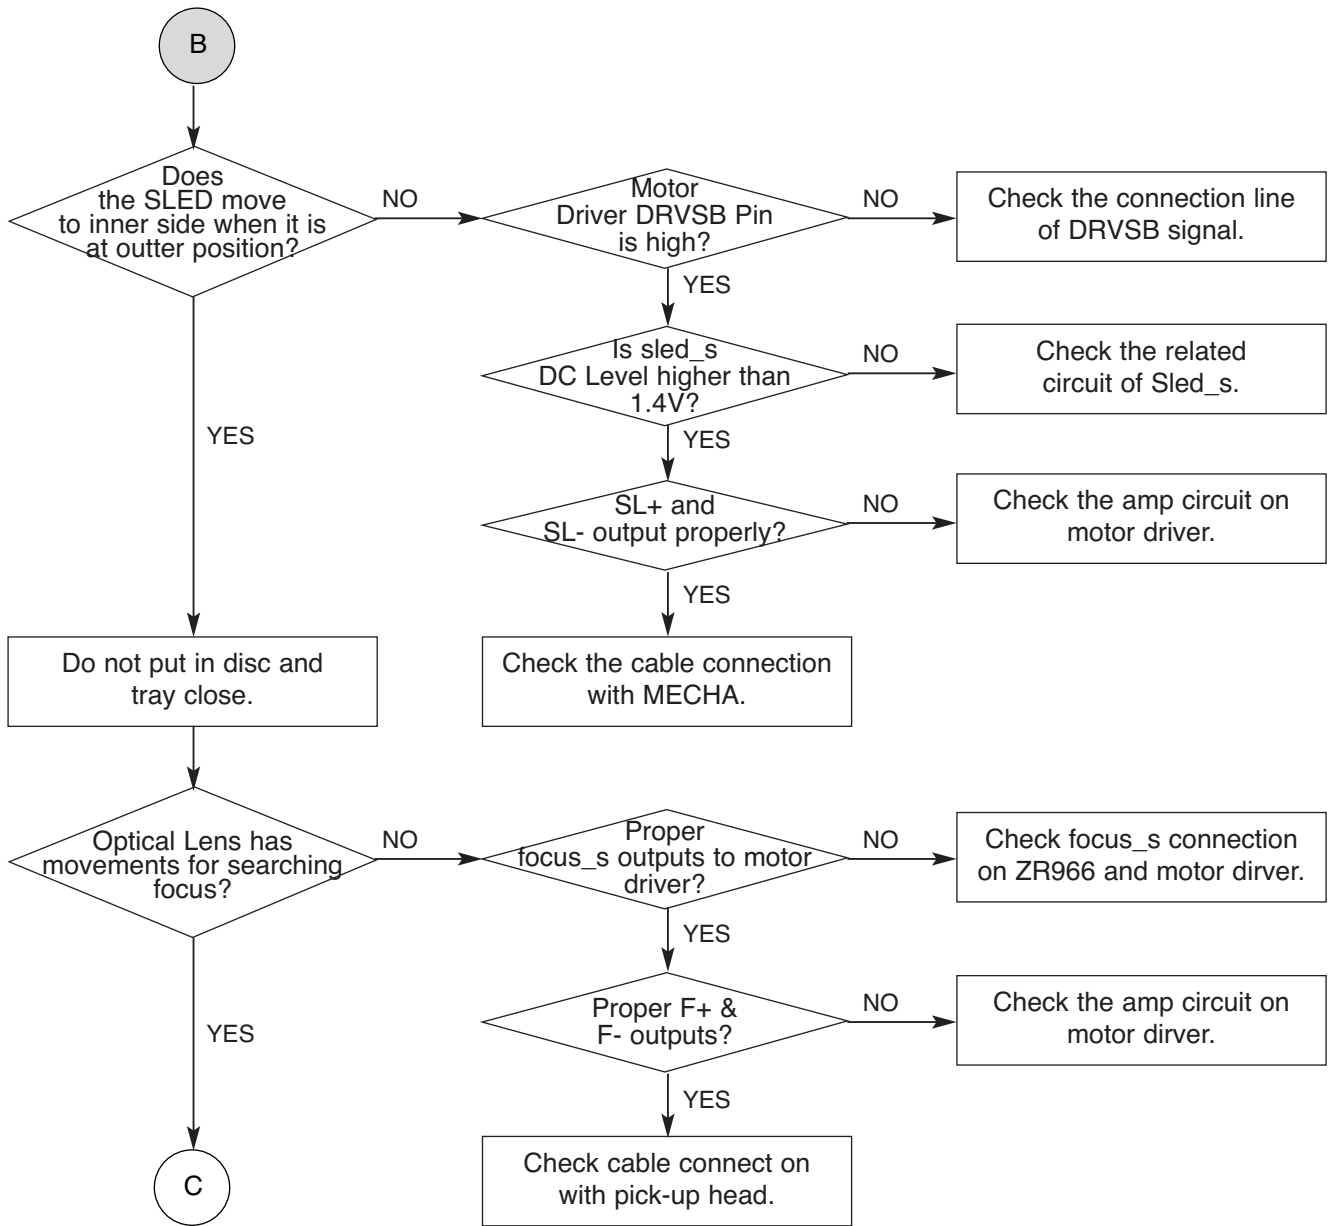 B
Does
the SLED move
to inner side when it is
at outter position?
NO
Motor
Driver DRVSB Pin
is high?
NO
Check the connection line
of DRVSB signal.
YES
Is sled_s
DC Level higher than
1.4V?
NO
Check the related
circuit of Sled_s.
YES
YES
SL+ and
SL- output properly?
NO
Check the amp circuit on
motor driver.
YES
Do not put in disc and
tray close.
Check the cable connection
with MECHA.
Optical Lens has
movements for searching
focus?
NO
Proper
focus_s outputs to motor
driver?
NO
Check focus_s connection
on ZR966 and motor dirver.
YES
Proper F+ &
F- outputs?
NO
Check the amp circuit on
motor dirver.
YES
YES
C
Check cable connect on
with pick-up head.